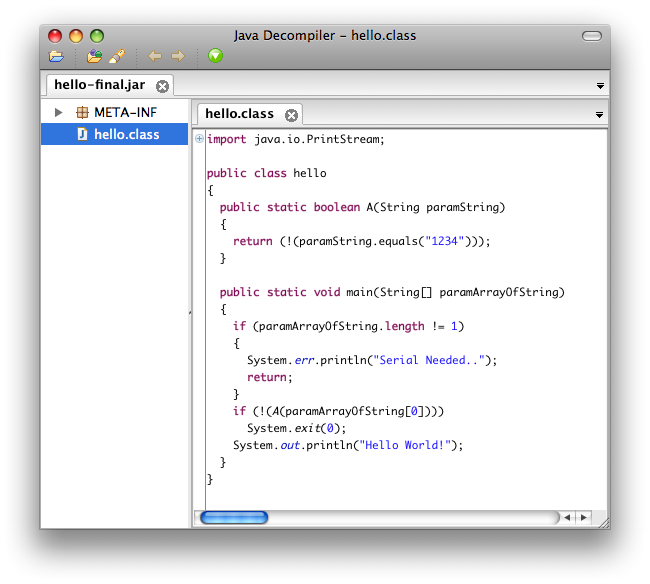 Java Decompiler – hello.class
hello-final.jar
META-INF
hello.class
hello.class
import java.io.PrintStream;
public class hello
{
public static boolean A(String paramString)
{
return (!(paramString.equals("1234")));
}
public static void main(String[] paramArrayOfString)
{
if (paramArrayOfString.length != 1)
{
System.err.println("Serial Needed..");
return;
}
if (!(A(paramArrayOfString[0])))
System.exit(0);
System.out.println("Hello World!");
}
}